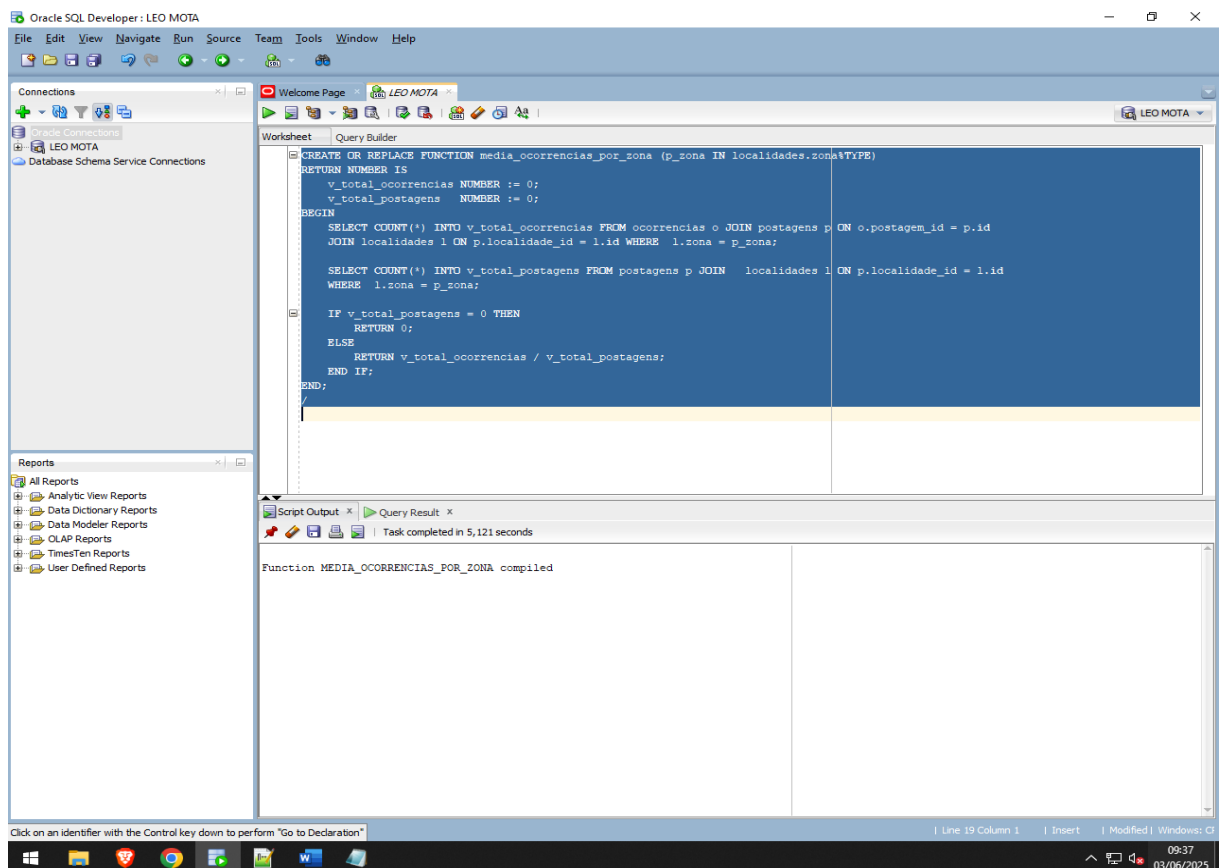 Oracle SQL Developer : LEO MOTA
File Edit View Navigate Run Source Team Tools Window Help
Connections
Oracle Connections
LEO MOTA
Database Schema Service Connections
Reports
All Reports
Analytic View Reports
Data Dictionary Reports
Data Modeler Reports
OLAP Reports
TimesTen Reports
User Defined Reports
Welcome Page LEO MOTA
LEO MOTA
Worksheet Query Builder
CREATE OR REPLACE FUNCTION media_ocorrencias_por_zona (p_zona IN localidades.zona%TYPE)
RETURN NUMBER IS
v_total_ocorrencias NUMBER := 0;
v_total_postagens NUMBER := 0;
BEGIN
SELECT COUNT(*) INTO v_total_ocorrencias FROM ocorrencias o JOIN postagens p ON o.postagem_id = p.id
JOIN localidades l ON p.localidade_id = l.id WHERE l.zona = p_zona;
SELECT COUNT(*) INTO v_total_postagens FROM postagens p JOIN localidades l ON p.localidade_id = l.id
WHERE l.zona = p_zona;
IF v_total_postagens = 0 THEN
RETURN 0;
ELSE
RETURN v_total_ocorrencias / v_total_postagens;
END IF;
END;
/
Script Output Query Result
Task completed in 5,121 seconds
Function MEDIA_OCORRENCIAS_POR_ZONA compiled
Click on an identifier with the Control key down to perform "Go to Declaration"
Line 19 Column 1 Insert Modified Windows: CR
09:37
03/06/2025